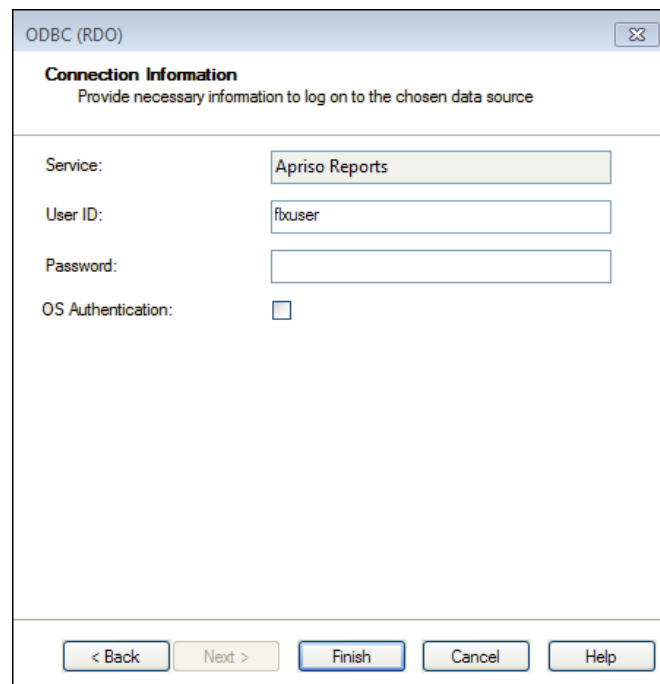 ODBC (RDO)
Connection Information
Provide necessary information to log on to the chosen data source
Service: Apriso Reports
User ID: flxuser
Password:
OS Authentication:
< Back Next > Finish Cancel Help